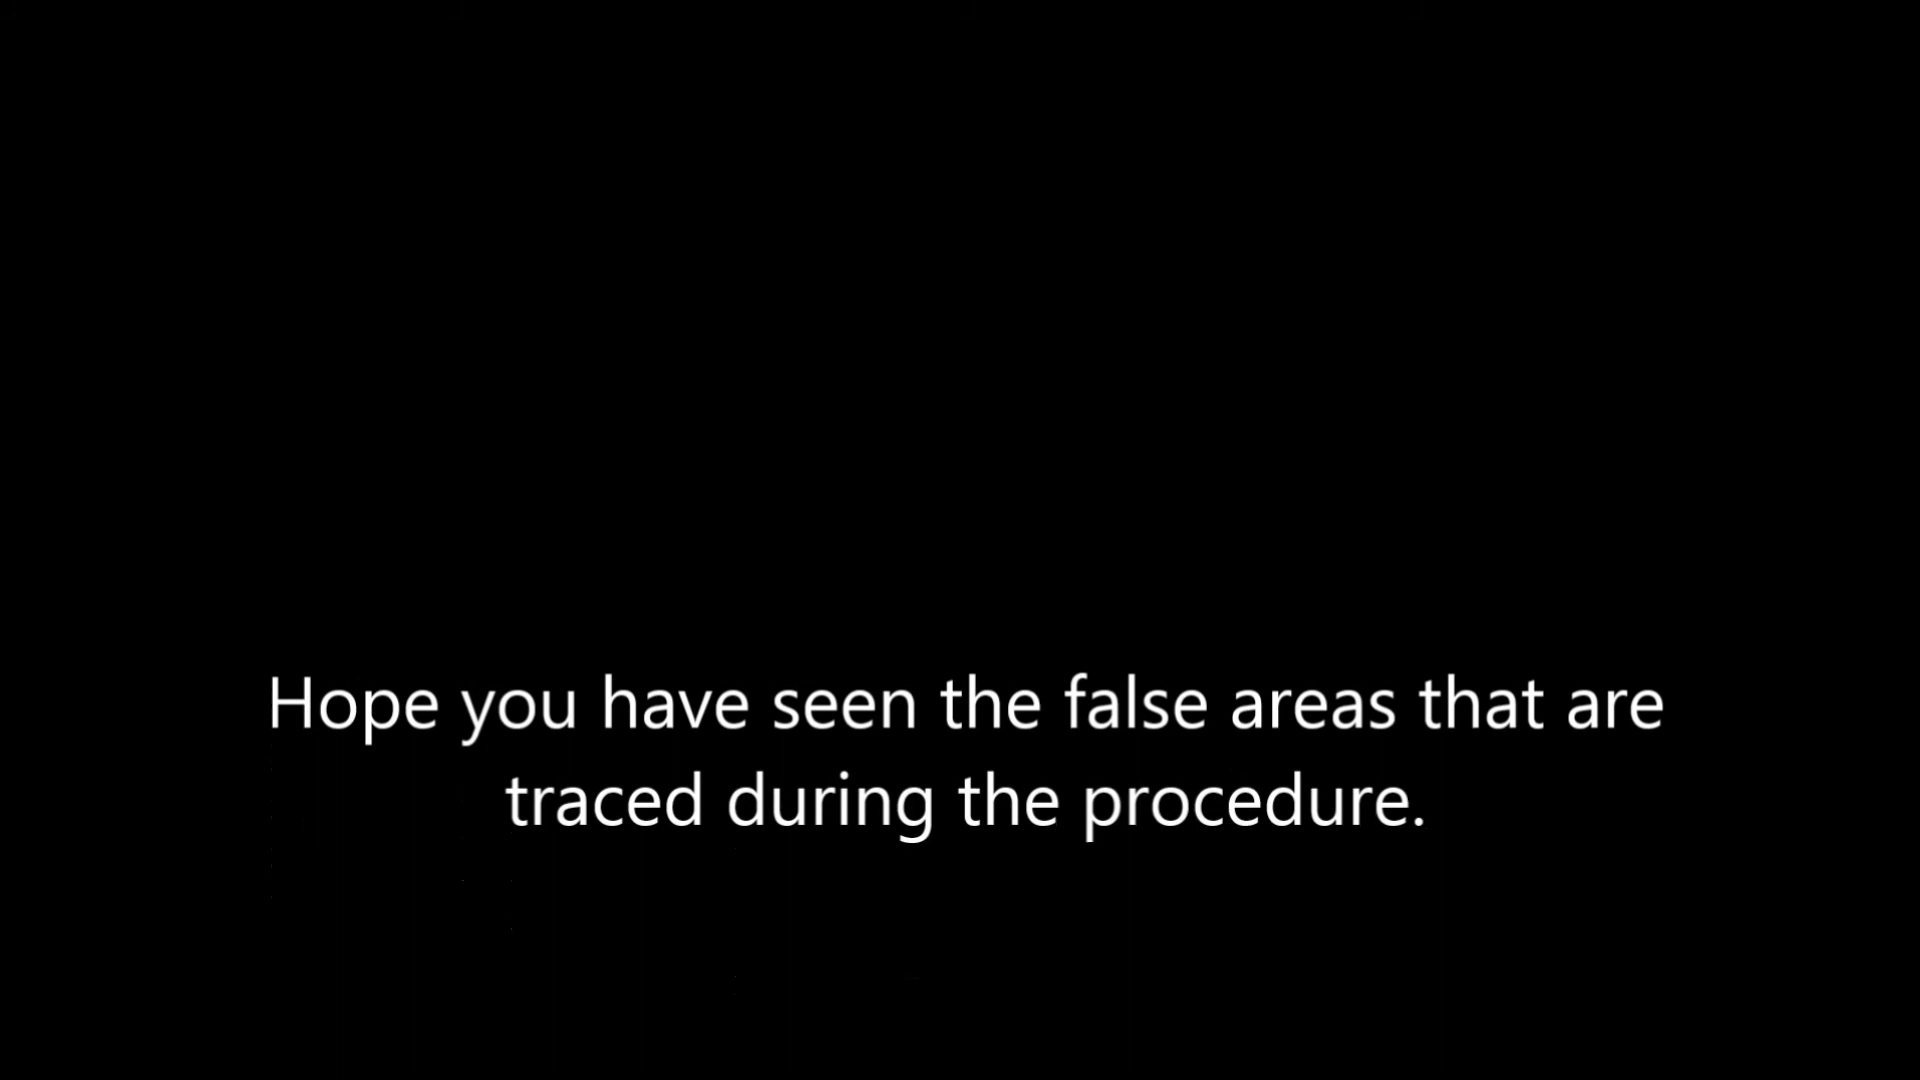 Hope you have seen the false areas that are
traced during the procedure.